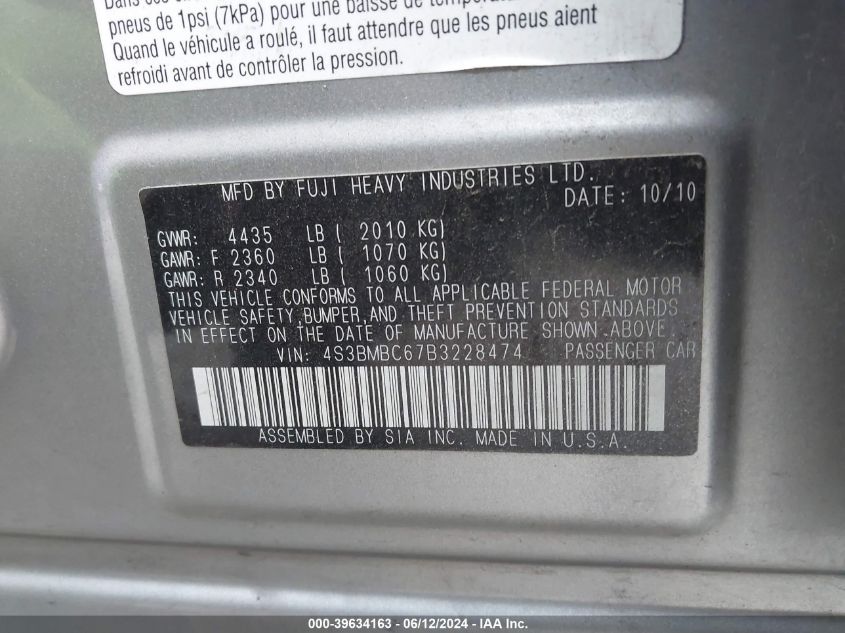 pneus de 1psi (7kPa) pour une baisse de
Quand le véhicule a roulé, il faut attendre que les pneus aient
refroidi avant de contrôler la pression.
MFD BY FUJI HEAVY INDUSTRIES LTD.
DATE: 10/10
GVWR: 4435 LB ( 2010 KG)
GAWR: F 2360 LB ( 1070 KG)
GAWR: R 2340 LB ( 1060 KG)
THIS VEHICLE CONFORMS TO ALL APPLICABLE FEDERAL MOTOR
VEHICLE SAFETY,BUMPER,AND THEFT PREVENTION STANDARDS
IN EFFECT ON THE DATE OF MANUFACTURE SHOWN ABOVE.
VIN: 4S3BMBC67B3228474 PASSENGER CAR
ASSEMBLED BY SIA INC. MADE IN U.S.A.
000-39634163 - 06/12/2024 - IAA Inc.